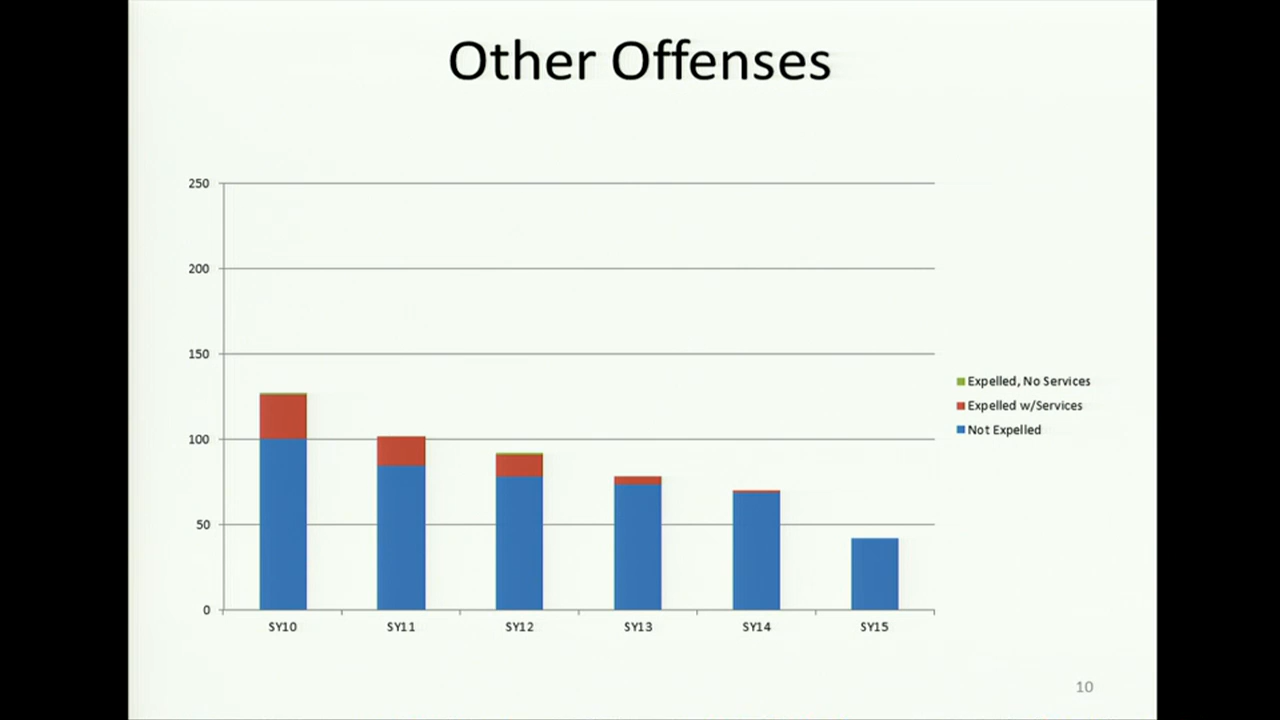 Other Offenses
250
200
150
100
50
0
SY10 SY11 SY12 SY13 SY14 SY15
Expelled, No Services
Expelled w/Services
Not Expelled
10